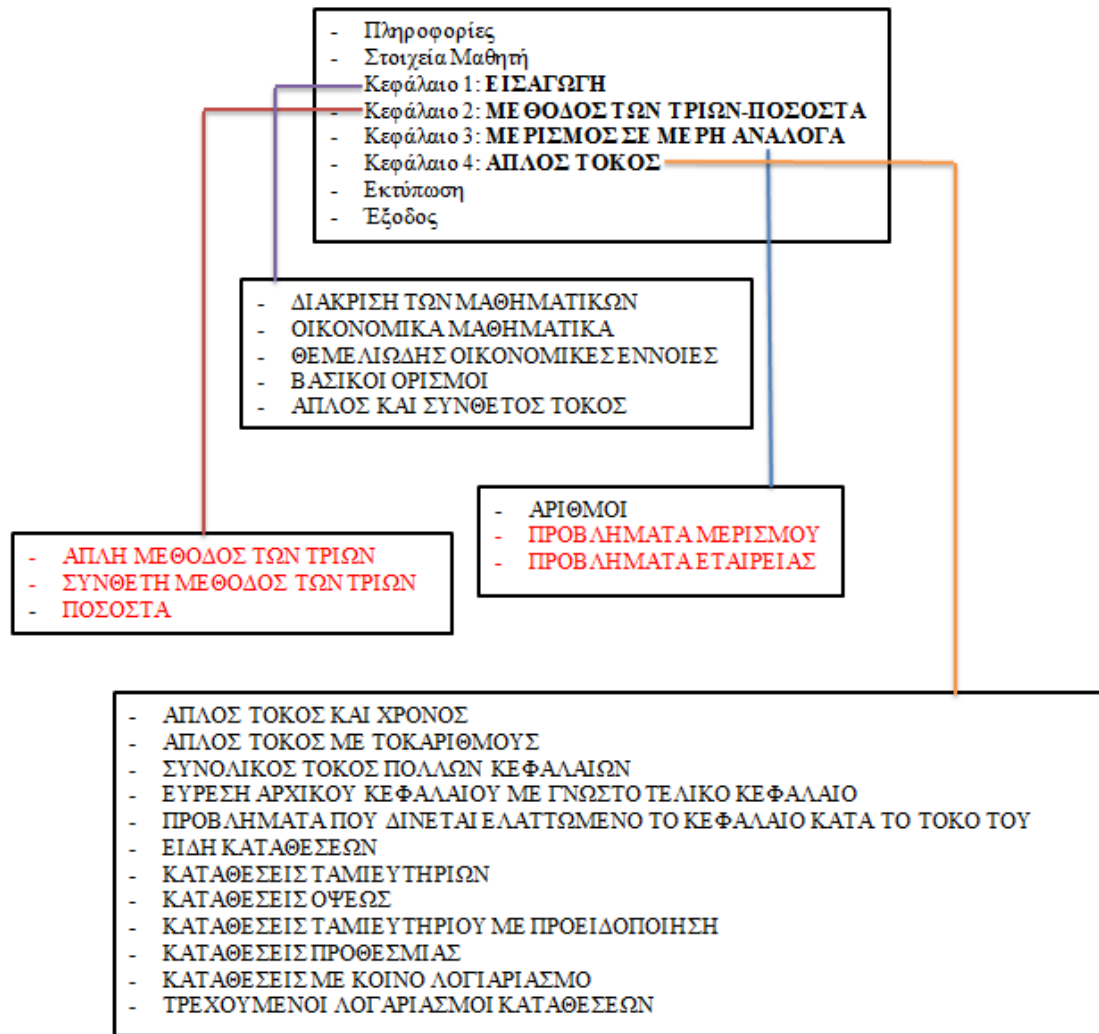 - Πληροφορίες
- Στοιχεία Μαθητή
- Κεφάλαιο 1: ΕΙΣΑΓΩΓΗ
- Κεφάλαιο 2: ΜΕΘΟΔΟΣ ΤΩΝ ΤΡΙΩΝ-ΠΟΣΟΣΤΑ
- Κεφάλαιο 3: ΜΕΡΙΣΜΟΣ ΣΕ ΜΕΡΗ ΑΝΑΛΟΓΑ
- Κεφάλαιο 4: ΑΠΛΟΣ ΤΟΚΟΣ
- Εκτύπωση
- Έξοδος
- ΔΙΑΚΡΙΣΗ ΤΩΝ ΜΑΘΗΜΑΤΙΚΩΝ
- ΟΙΚΟΝΟΜΙΚΑ ΜΑΘΗΜΑΤΙΚΑ
- ΘΕΜΕΛΙΩΔΗΣ ΟΙΚΟΝΟΜΙΚΕΣ ΕΝΝΟΙΕΣ
- ΒΑΣΙΚΟΙ ΟΡΙΣΜΟΙ
- ΑΠΛΟΣ ΚΑΙ ΣΥΝΘΕΤΟΣ ΤΟΚΟΣ
- ΑΡΙΘΜΟΙ
- ΠΡΟΒΛΗΜΑΤΑ ΜΕΡΙΣΜΟΥ
- ΠΡΟΒΛΗΜΑΤΑ ΕΤΑΙΡΕΙΑΣ
- ΑΠΛΗ ΜΕΘΟΔΟΣ ΤΩΝ ΤΡΙΩΝ
- ΣΥΝΘΕΤΗ ΜΕΘΟΔΟΣ ΤΩΝ ΤΡΙΩΝ
- ΠΟΣΟΣΤΑ
- ΑΠΛΟΣ ΤΟΚΟΣ ΚΑΙ ΧΡΟΝΟΣ
- ΑΠΛΟΣ ΤΟΚΟΣ ΜΕ ΤΟΚΑΡΙΘΜΟΥΣ
- ΣΥΝΟΛΙΚΟΣ ΤΟΚΟΣ ΠΟΛΛΩΝ ΚΕΦΑΛΑΙΩΝ
- ΕΥΡΕΣΗ ΑΡΧΙΚΟΥ ΚΕΦΑΛΑΙΟΥ ΜΕ ΓΝΩΣΤΟ ΤΕΛΙΚΟ ΚΕΦΑΛΑΙΟ
- ΠΡΟΒΛΗΜΑΤΑ ΠΟΥ ΔΙΝΕΤΑΙ ΕΛΑΤΤΩΜΕΝΟ ΤΟ ΚΕΦΑΛΑΙΟ ΚΑΤΑ ΤΟ ΤΟΚΟ ΤΟΥ
- ΕΙΔΗ ΚΑΤΑΘΕΣΕΩΝ
- ΚΑΤΑΘΕΣΕΙΣ ΤΑΜΙΕΥΤΗΡΙΩΝ
- ΚΑΤΑΘΕΣΕΙΣ ΟΨΕΩΣ
- ΚΑΤΑΘΕΣΕΙΣ ΤΑΜΙΕΥΤΗΡΙΟΥ ΜΕ ΠΡΟΕΙΔΟΠΟΙΗΣΗ
- ΚΑΤΑΘΕΣΕΙΣ ΠΡΟΘΕΣΜΙΑΣ
- ΚΑΤΑΘΕΣΕΙΣ ΜΕ ΚΟΙΝΟ ΛΟΓΙΑΡΙΑΣΜΟ
- ΤΡΕΧΟΥΜΕΝΟΙ ΛΟΓΑΡΙΑΣΜΟΙ ΚΑΤΑΘΕΣΕΩΝ